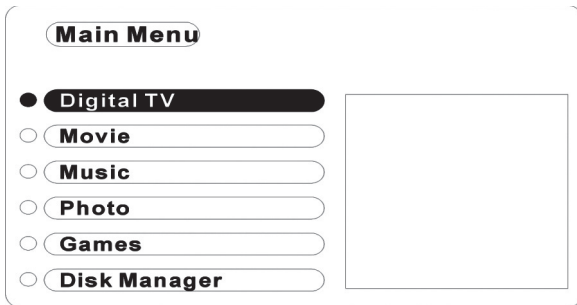 Main Menu
Digital TV
Movie
Music
Photo
Games
Disk Manager